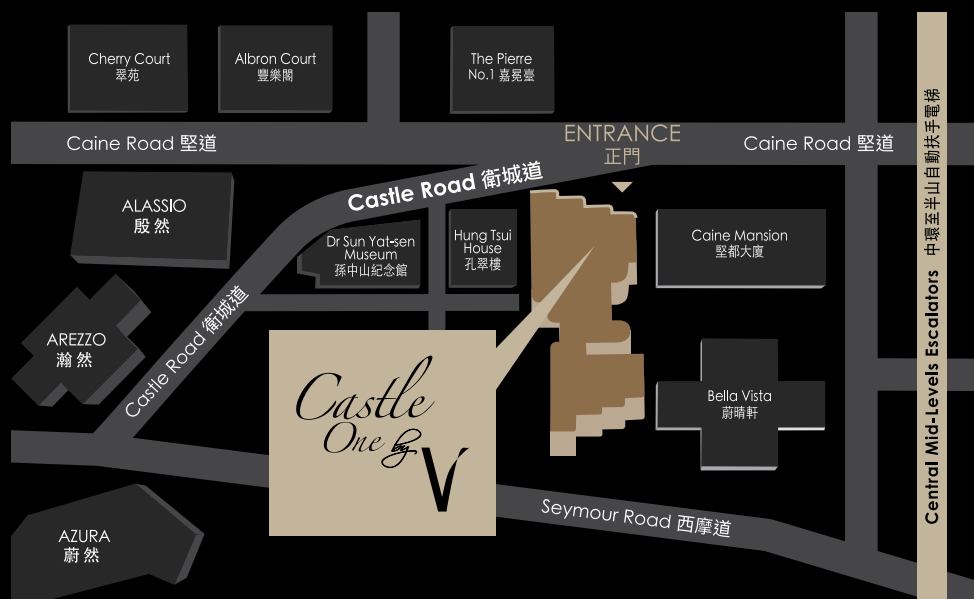 Cherry Court
翠苑
Albron Court
豐樂閣
The Pierre
No.1 嘉冕臺
Caine Road 堅道
ENTRANCE
正門
Caine Road 堅道
Castle Road 衛城道
ALASSIO
殷然
Dr Sun Yat-sen
Museum
孫中山紀念館
Hung Tsui
House
孔翠樓
Caine Mansion
堅都大廈
Central Mid-Levels Escalators 中環至半山自動扶手電梯
AREZZO
瀚然
Castle Road 衛城道
Castle
One by
V
Bella Vista
蔚晴軒
Seymour Road 西摩道
AZURA
蔚然